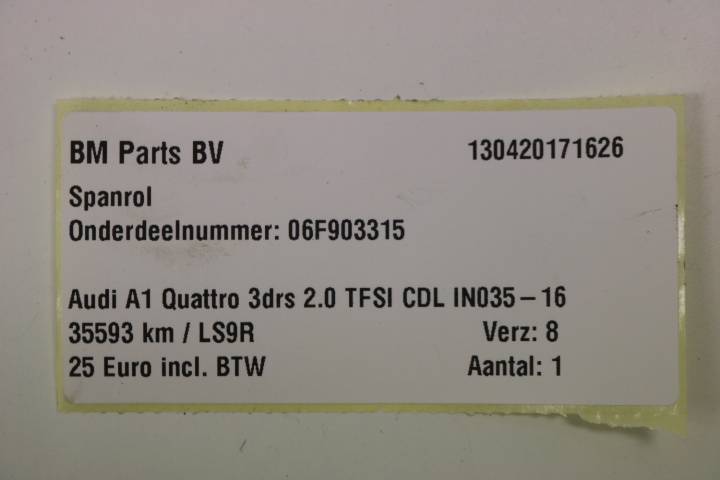 BM Parts BV 130420171626
Spanrol
Onderdeelnummer: 06F903315
Audi A1 Quattro 3drs 2.0 TFSI CDL IN035-16
35593 km / LS9R Verz: 8
25 Euro incl. BTW Aantal: 1